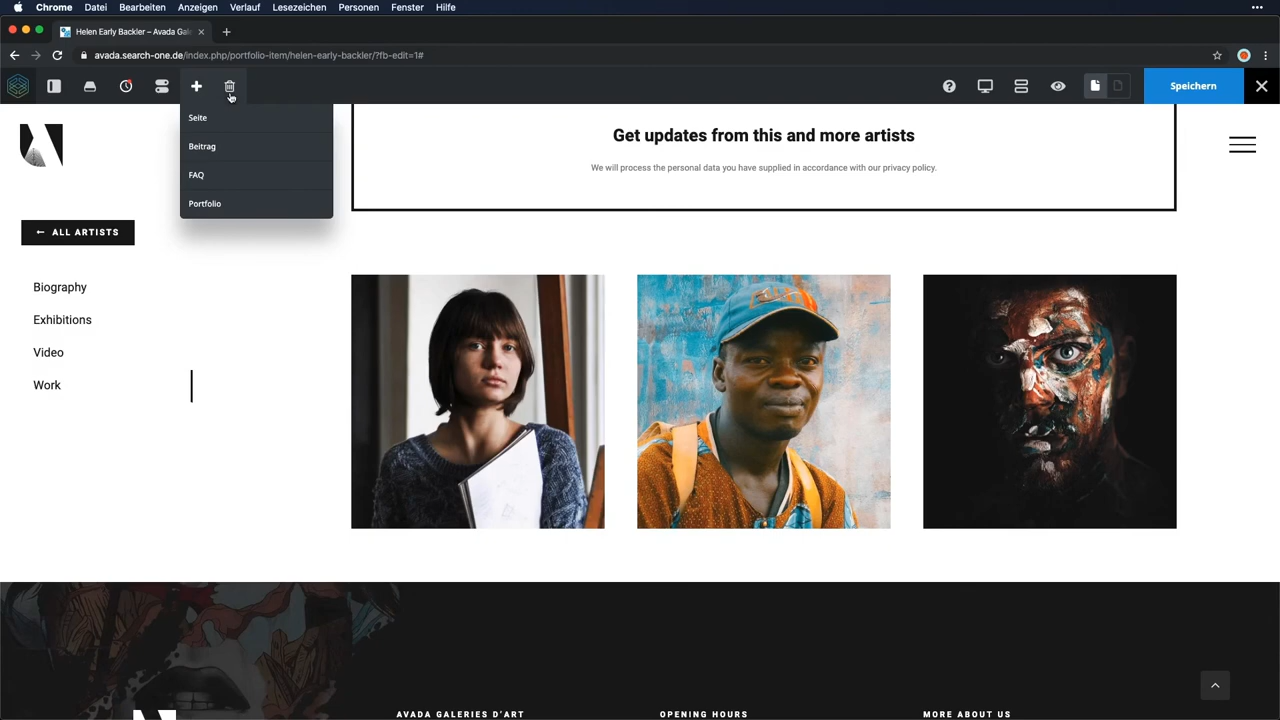 Chrome Datei Bearbeiten Anzeigen Verlauf Lesezeichen Personen Fenster Hilfe
Helen Early Backler – Avada Gale
avada.search-one.de/index.php/portfolio-item/helen-early-backler/?fb-edit=1#
Speichern
Seite
Beitrag
FAQ
Portfolio
Get updates from this and more artists
We will process the personal data you have supplied in accordance with our privacy policy.
← ALL ARTISTS
Biography
Exhibitions
Video
Work
AVADA GALERIES D'ART
OPENING HOURS
MORE ABOUT US